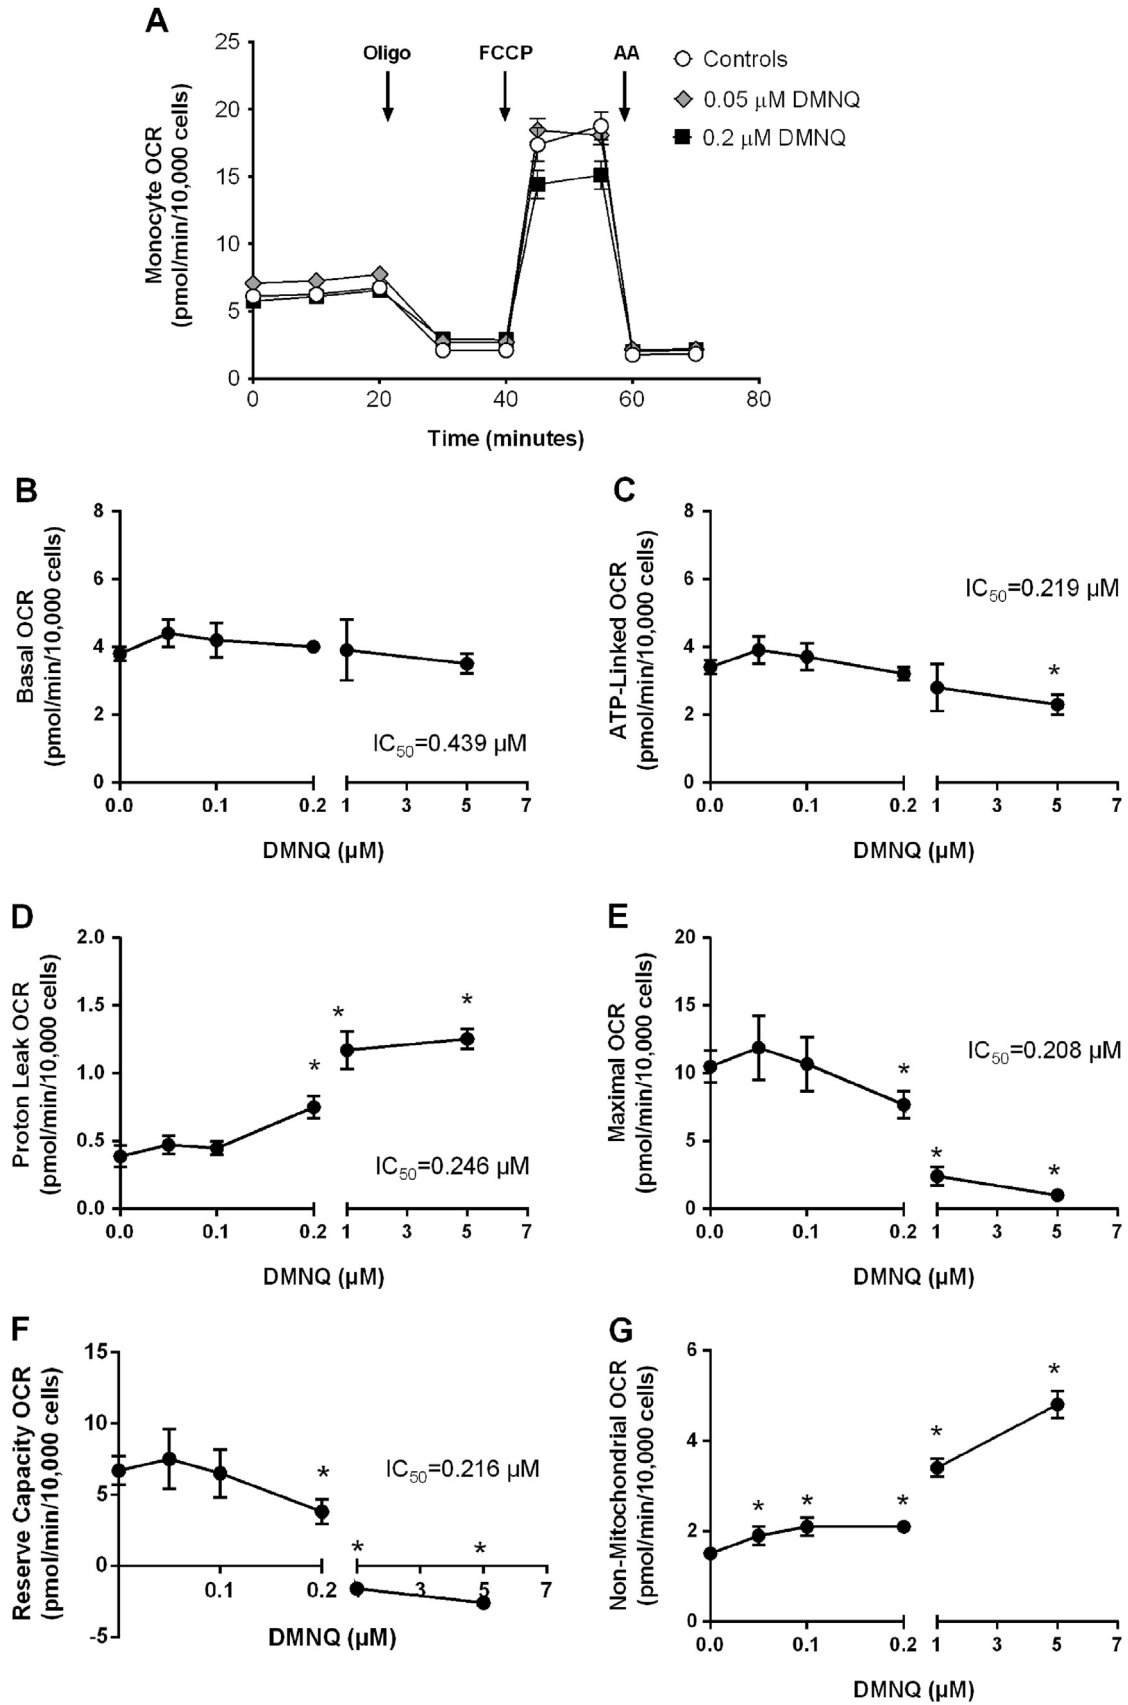 A
25
20
15
10
5
0
Monocyte OCR
(pmol/min/10,000 cells)
Oligo
FCCP
AA
Controls
0.05 µM DMNQ
0.2 µM DMNQ
0 20 40 60 80
Time (minutes)
B
8
6
4
2
0
Basal OCR
(pmol/min/10,000 cells)
IC50=0.439 µM
0.0 0.1 0.2 1 3 5 7
DMNQ (µM)
C
8
6
4
2
0
ATP-Linked OCR
(pmol/min/10,000 cells)
IC50=0.219 µM
*
0.0 0.1 0.2 1 3 5 7
DMNQ (µM)
D
2.0
1.5
1.0
0.5
0.0
Proton Leak OCR
(pmol/min/10,000 cells)
* * *
IC50=0.246 µM
0.0 0.1 0.2 1 3 5 7
DMNQ (µM)
E
20
15
10
5
0
Maximal OCR
(pmol/min/10,000 cells)
IC50=0.208 µM
* * *
0.0 0.1 0.2 1 3 5 7
DMNQ (µM)
F
15
10
5
0
-5
Reserve Capacity OCR
(pmol/min/10,000 cells)
IC50=0.216 µM
* * *
0.1 0.2 1 3 5 7
DMNQ (µM)
G
6
4
2
0
Non-Mitochondrial OCR
(pmol/min/10,000 cells)
* * * * *
0.0 0.1 0.2 1 3 5 7
DMNQ (µM)